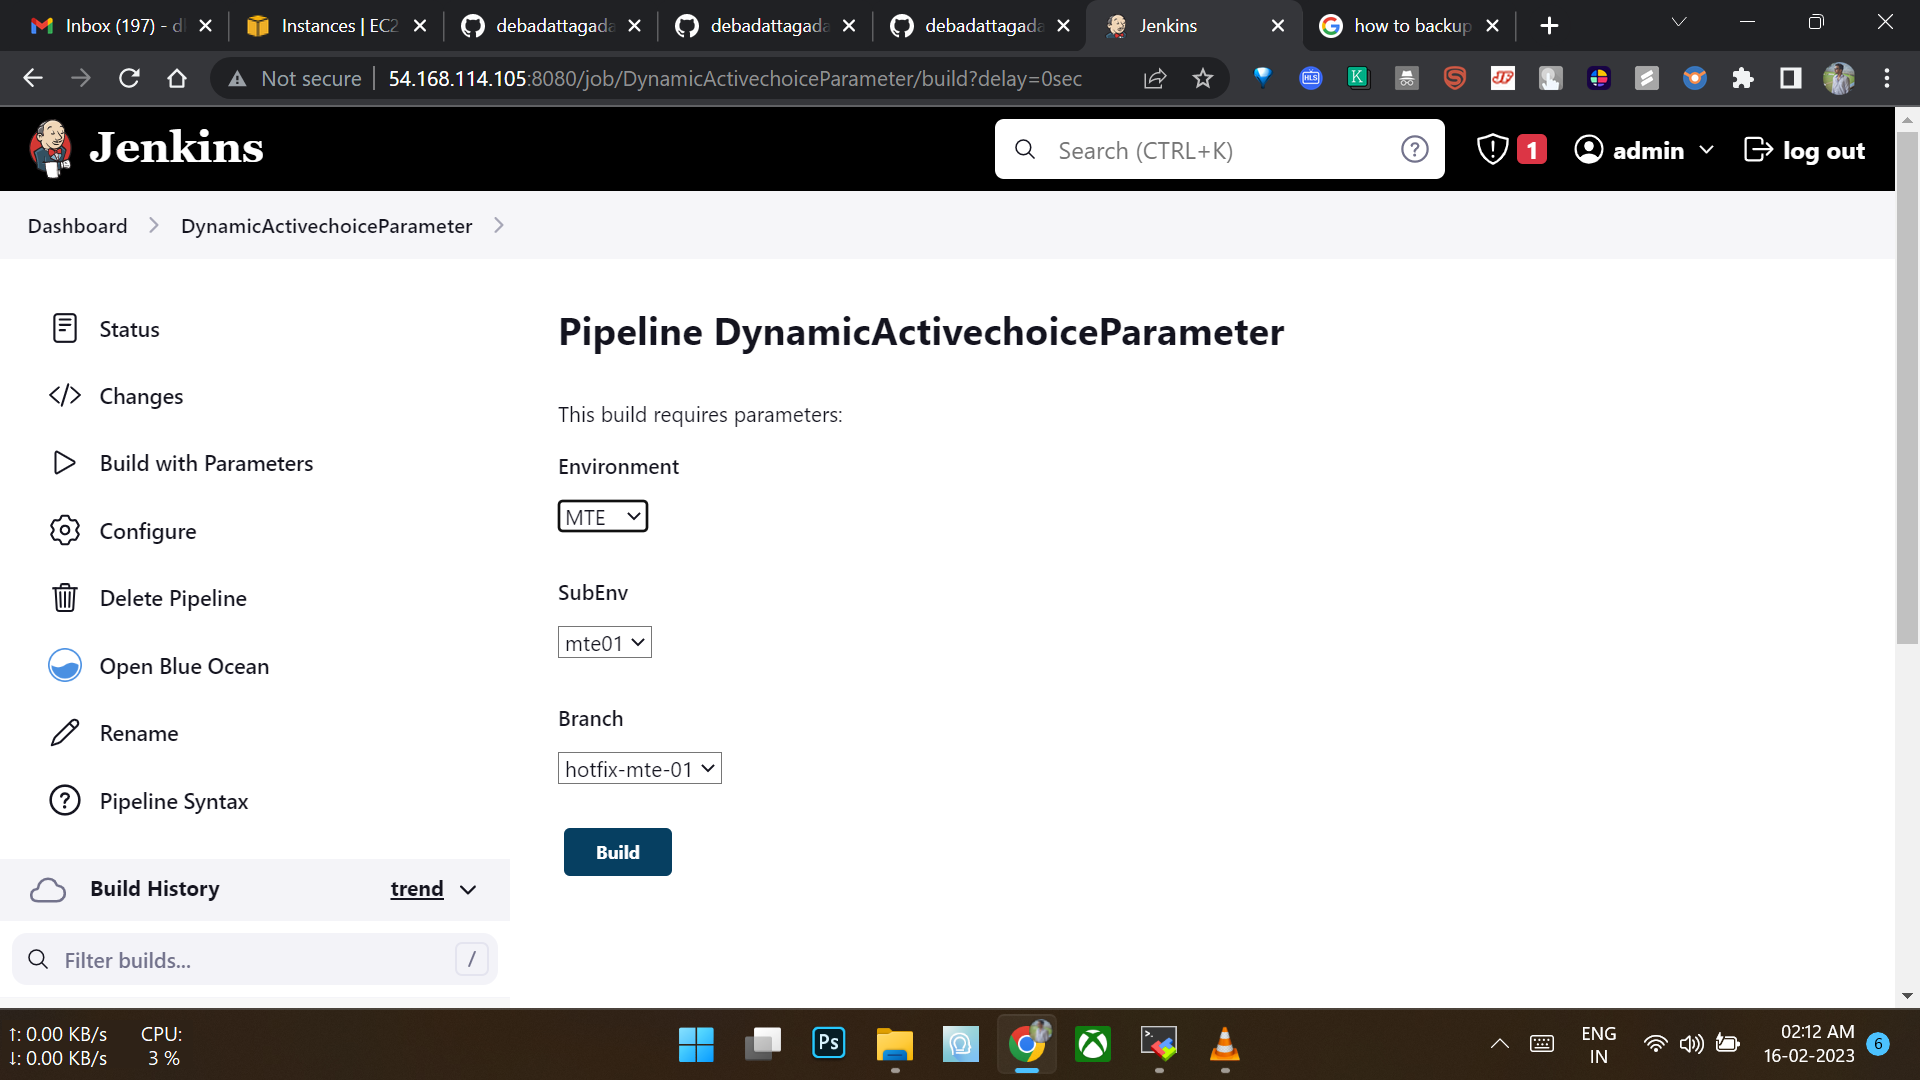 Inbox (197) - d
Instances | EC2
debadattagada
debadattagada
debadattagada
Jenkins
how to backup
Not secure
54.168.114.105:8080/job/DynamicActivechoiceParameter/build?delay=0sec
Jenkins
Search (CTRL+K)
1
admin
log out
Dashboard
DynamicActivechoiceParameter
Status
Changes
Build with Parameters
Configure
Delete Pipeline
Open Blue Ocean
Rename
Pipeline Syntax
Build History
trend
Filter builds...
/
Pipeline DynamicActivechoiceParameter
This build requires parameters:
Environment
MTE
SubEnv
mte01
Branch
hotfix-mte-01
Build
↑: 0.00 KB/s
↓: 0.00 KB/s
CPU:
3 %
Ps
ENG
IN
02:12 AM
16-02-2023
6